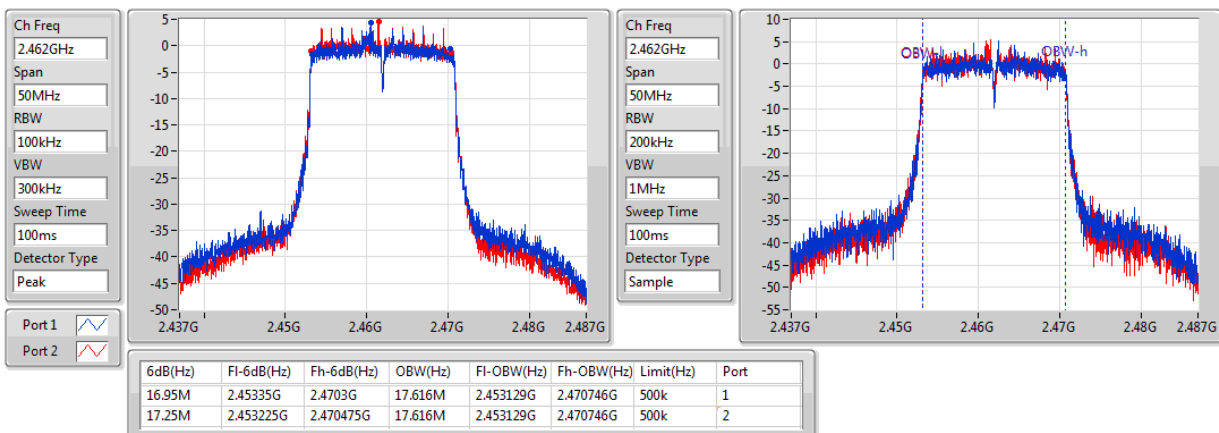 Ch Freq
2.462GHz
Span
50MHz
RBW
100kHz
VBW
300kHz
Sweep Time
100ms
Detector Type
Peak
Port 1
Port 2
5
0
-5
-10
-15
-20
-25
-30
-35
-40
-45
-50
2.437G 2.45G 2.46G 2.47G 2.48G 2.487G
Ch Freq
2.462GHz
Span
50MHz
RBW
200kHz
VBW
1MHz
Sweep Time
100ms
Detector Type
Sample
10
5
0
-5
-10
-15
-20
-25
-30
-35
-40
-45
-50
-55
OBW-h
2.437G 2.45G 2.46G 2.47G 2.48G 2.487G
6dB(Hz) Fl-6dB(Hz) Fh-6dB(Hz) OBW(Hz) Fl-OBW(Hz) Fh-OBW(Hz) Limit(Hz) Port
16.95M 2.45335G 2.4703G 17.616M 2.453129G 2.470746G 500k 1
17.25M 2.453225G 2.470475G 17.616M 2.453129G 2.470746G 500k 2